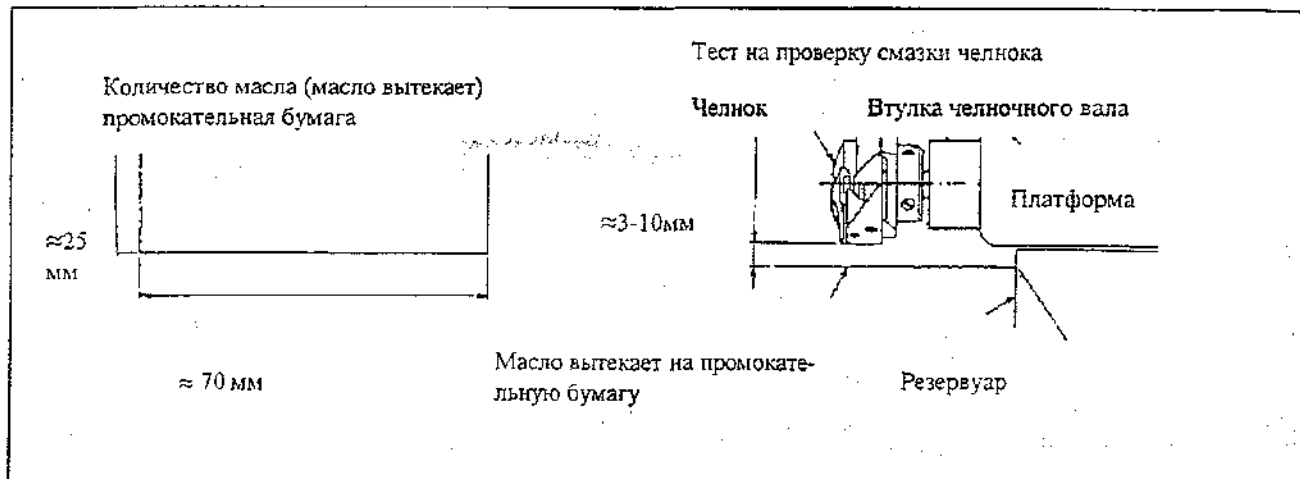 Количество масла (масло вытекает)
промокательная бумага
≈25
мм
≈ 70 мм
Тест на проверку смазки челнока
Челнок
Втулка челночного вала
≈3-10мм
Платформа
Масло вытекает на промокате-
льную бумагу
Резервуар